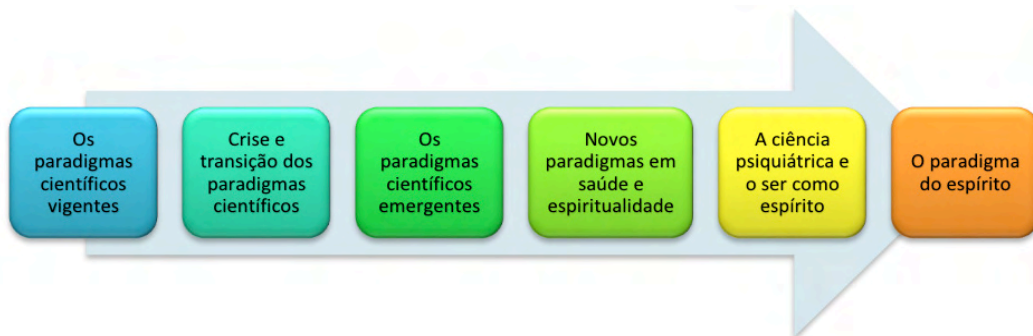 Os
paradigmas
científicos
vigentes
Crise e
transição dos
paradigmas
científicos
Os
paradigmas
científicos
emergentes
Novos
paradigmas em
saúde e
espiritualidade
A ciência
psiquiátrica e
o ser como
espírito
O paradigma
do espírito